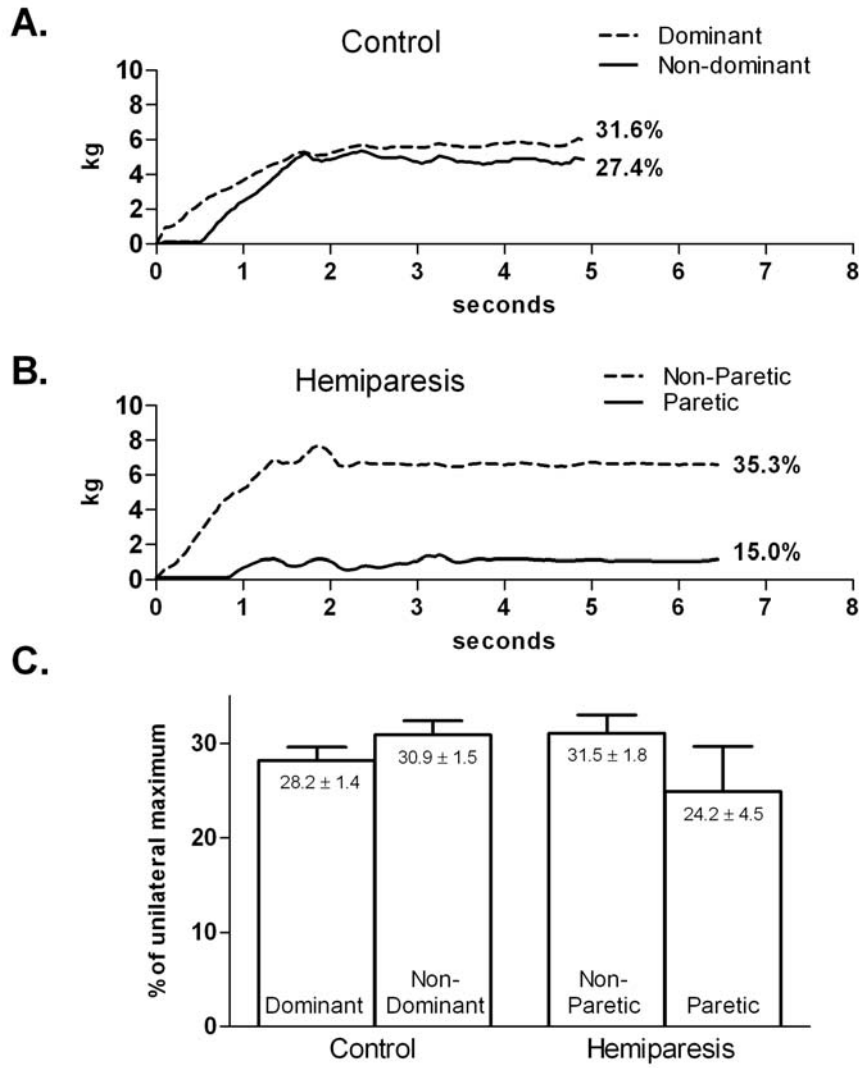 A.
Control
Dominant
Non-dominant
10
8
6
4
2
0
kg
31.6%
27.4%
0 1 2 3 4 5 6 7 8
seconds
B.
Hemiparesis
Non-Paretic
Paretic
10
8
6
4
2
0
kg
35.3%
15.0%
0 1 2 3 4 5 6 7 8
seconds
C.
% of unilateral maximum
30
20
10
0
28.2 ± 1.4
30.9 ± 1.5
31.5 ± 1.8
24.2 ± 4.5
Dominant
Non-
Dominant
Non-
Paretic
Paretic
Control
Hemiparesis